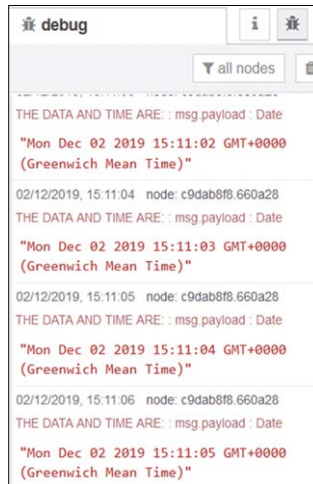 debug
i
all nodes
THE DATA AND TIME ARE: : msg.payload : Date
"Mon Dec 02 2019 15:11:02 GMT+0000
(Greenwich Mean Time)"
02/12/2019, 15:11:04 node: c9dab8f8.660a28
THE DATA AND TIME ARE: : msg.payload : Date
"Mon Dec 02 2019 15:11:03 GMT+0000
(Greenwich Mean Time)"
02/12/2019, 15:11:05 node: c9dab8f8.660a28
THE DATA AND TIME ARE: : msg.payload : Date
"Mon Dec 02 2019 15:11:04 GMT+0000
(Greenwich Mean Time)"
02/12/2019, 15:11:06 node: c9dab8f8.660a28
THE DATA AND TIME ARE: : msg.payload : Date
"Mon Dec 02 2019 15:11:05 GMT+0000
(Greenwich Mean Time)"